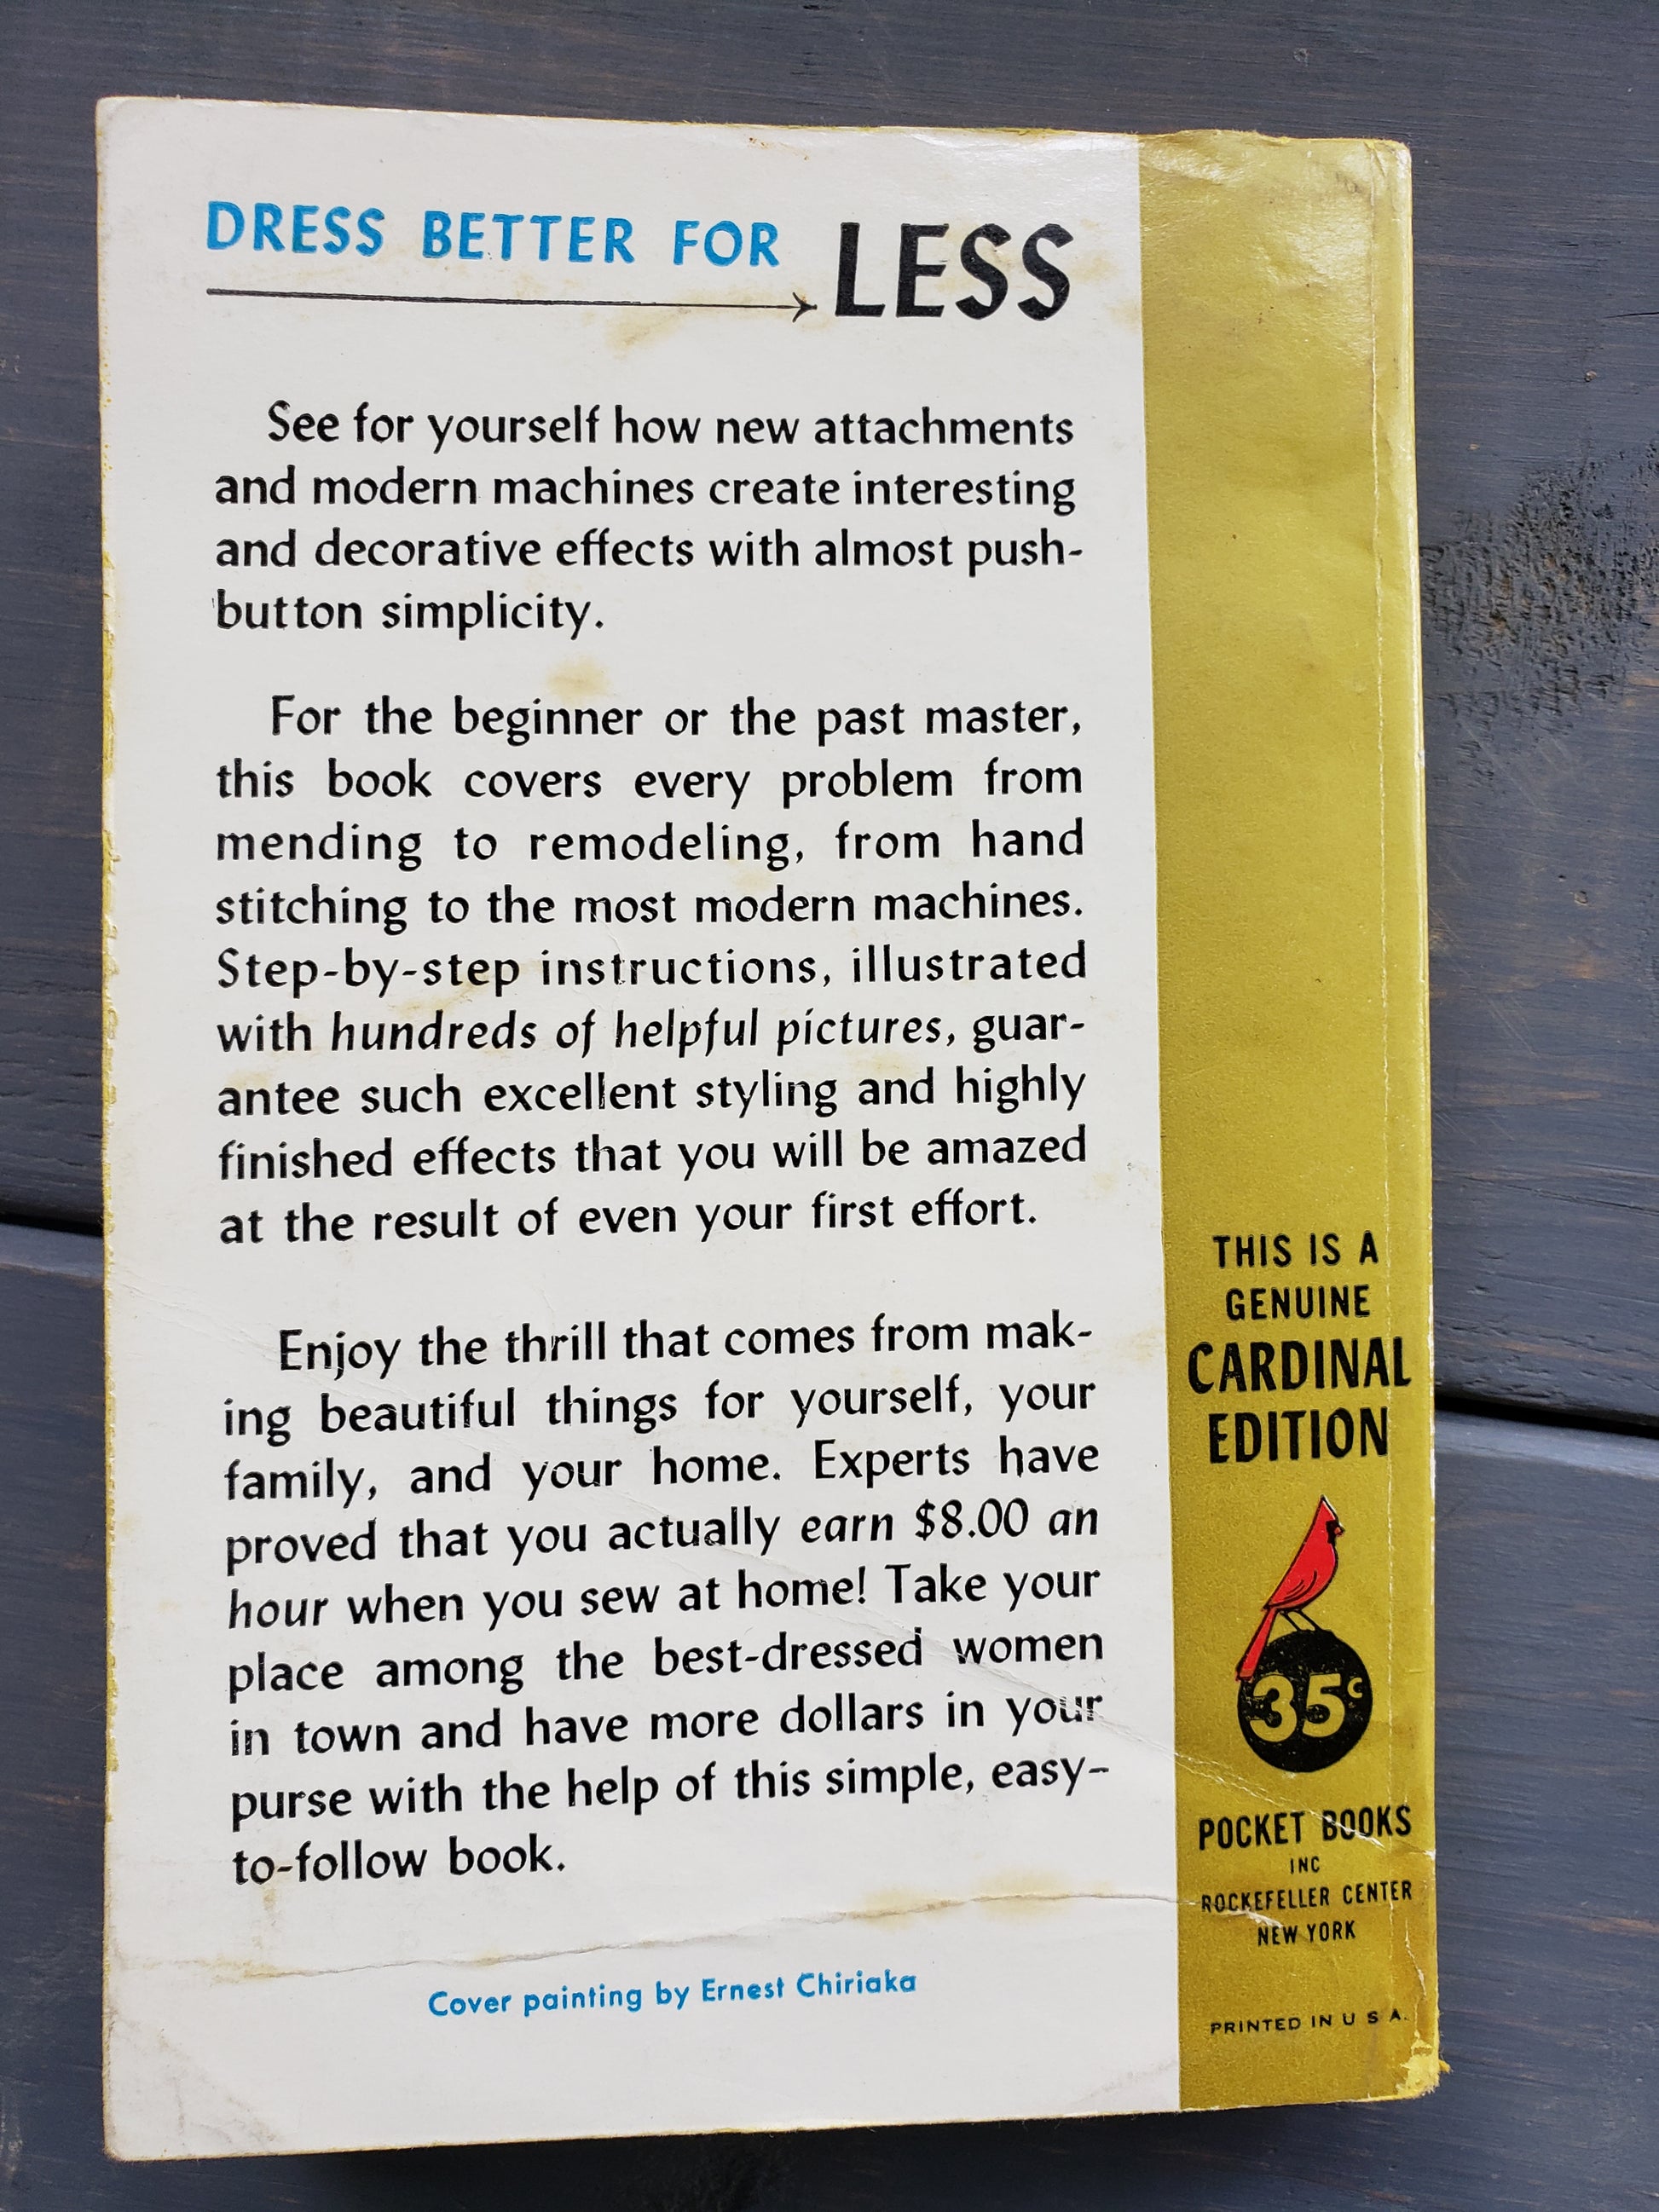 DRESS BETTER FOR LESS
See for yourself how new attachments
and modern machines create interesting
and decorative effects with almost push-
button simplicity.
For the beginner or the past master,
this book covers every problem from
mending to remodeling, from hand
stitching to the most modern machines.
Step-by-step instructions, illustrated
with hundreds of helpful pictures, guar-
antee such excellent styling and highly
finished effects that you will be amazed
at the result of even your first effort.
Enjoy the thrill that comes from mak-
ing beautiful things for yourself, your
family, and your home. Experts have
proved that you actually earn $8.00 an
hour when you sew at home! Take your
place among the best-dressed women
in town and have more dollars in your
purse with the help of this simple, easy-
to-follow book.
Cover painting by Ernest Chiriaka
THIS IS A
GENUINE
CARDINAL
EDITION
35c
POCKET BOOKS
INC
ROCKEFELLER CENTER
NEW YORK
PRINTED IN U S A.